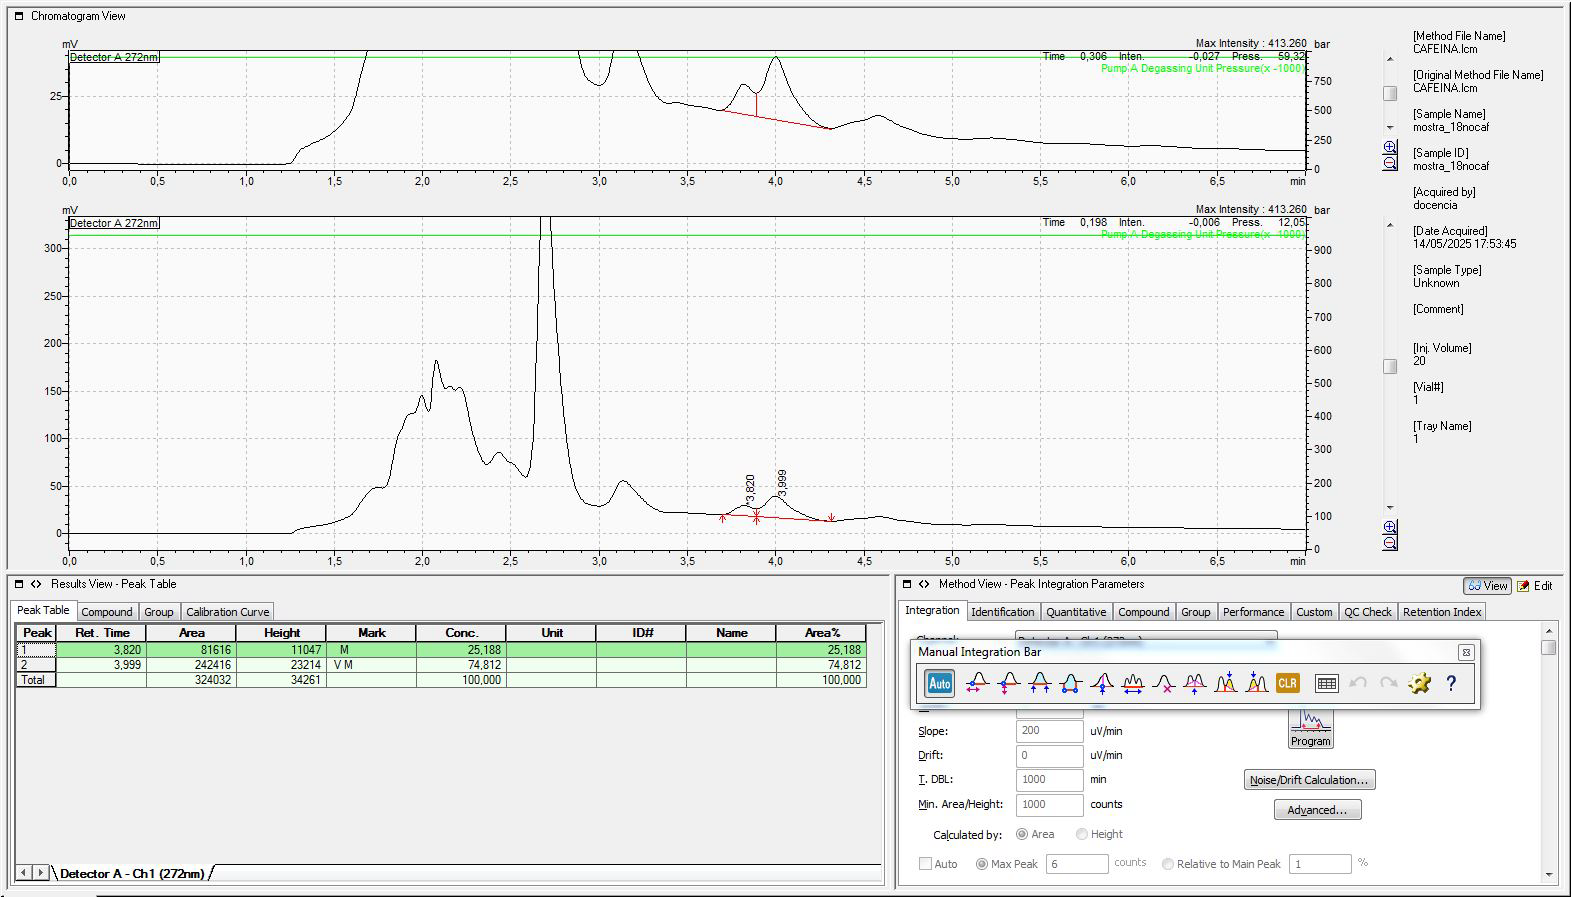 Chromatogram View
mV
Max Intensity : 413.260
bar
Detector A 272nm
Time 0,306 Inten. -0,027 Press. 59,32
Pump A Degassing Unit Pressure(x -1000)
25
0
750
500
250
0
0,0 0,5 1,0 1,5 2,0 2,5 3,0 3,5 4,0 4,5 5,0 5,5 6,0 6,5 min
mV
Max Intensity : 413.260
bar
Detector A 272nm
Time 0,198 Inten. -0,006 Press. 12,05
Pump A Degassing Unit Pressure(x -1000)
300
250
200
150
100
50
0
900
800
700
600
500
400
300
200
100
0
*3,820
3,999
0,0 0,5 1,0 1,5 2,0 2,5 3,0 3,5 4,0 4,5 5,0 5,5 6,0 6,5 min
[Method File Name]
CAFEINA.lcm
[Original Method File Name]
CAFEINA.lcm
[Sample Name]
mostra_18nocaf
[Sample ID]
mostra_18nocaf
[Acquired by]
docencia
[Date Acquired]
14/05/2025 17:53:45
[Sample Type]
Unknown
[Comment]
[Inj. Volume]
20
[Vial#]
1
[Tray Name]
1
Results View - Peak Table
Peak Table Compound Group Calibration Curve
Peak Ret. Time Area Height Mark Conc. Unit ID# Name Area%
1 3,820 81616 11047 M 25,188 25,188
2 3,999 242416 23214 V M 74,812 74,812
Total 324032 34261 100,000 100,000
Detector A - Ch1 (272nm)
Method View - Peak Integration Parameters
View Edit
Integration Identification Quantitative Compound Group Performance Custom QC Check Retention Index
Manual Integration Bar
Auto CLR ?
Program
Slope: 200 uV/min
Drift: 0 uV/min
T. DBL: 1000 min
Min. Area/Height: 1000 counts
Noise/Drift Calculation...
Advanced...
Calculated by: Area Height
Auto Max Peak 6 counts Relative to Main Peak 1 %